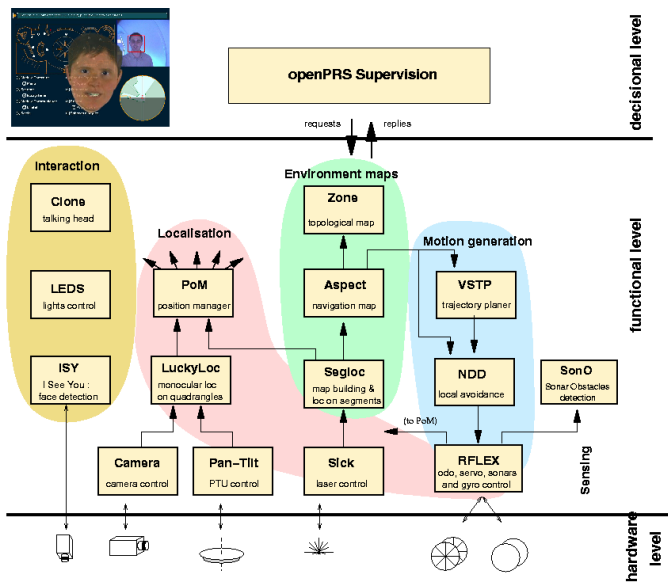 openPRS Supervision
decisional level
requests
replies
Interaction
Environment maps
Clone
talking head
Zone
topological map
Localisation
Motion generation
functional level
LEDS
lights control
PoM
position manager
Aspect
navigation map
VSTP
trajectory planer
ISY
I See You :
face detection
LuckyLoc
monocular loc
on quadrangles
Segloc
map building &
loc on segments
NDD
local avoidance
SonO
Sonar Obstacles
detection
(to PoM)
Camera
camera control
Pan-Tilt
PTU control
Sick
laser control
RFLEX
odo, servo, sonars
and gyro control
Sensing
hardware
level